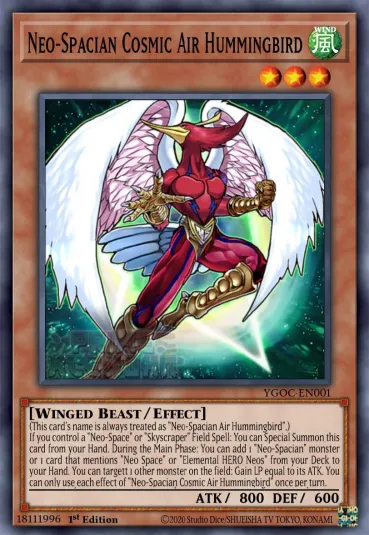 NEO-SPACIAN COSMIC AIR HUMMINGBIRD
WIND
風
YGOC-EN001
[WINGED BEAST/EFFECT]
(This card's name is always treated as "Neo-Spacian Air Hummingbird".)
If you control a "Neo-Space" or "Skyscraper" Field Spell: You can Special Summon this
card from your Hand. During the Main Phase: You can add 1 "Neo-Spacian" monster
or 1 card that mentions "Neo Space" or "Elemental HERO Neos" from your Deck to
your Hand. You can targett 1 other monster on the field: Gain LP equal to its ATK. You
can only use each effect of "Neo-Spacian Cosmic Air Hummingbird" once per turn.
ATK / 800 DEF / 600
18111996 1st Edition ©2020 Studio Dice/SHUEISHA TV TOKYO, KONAMI